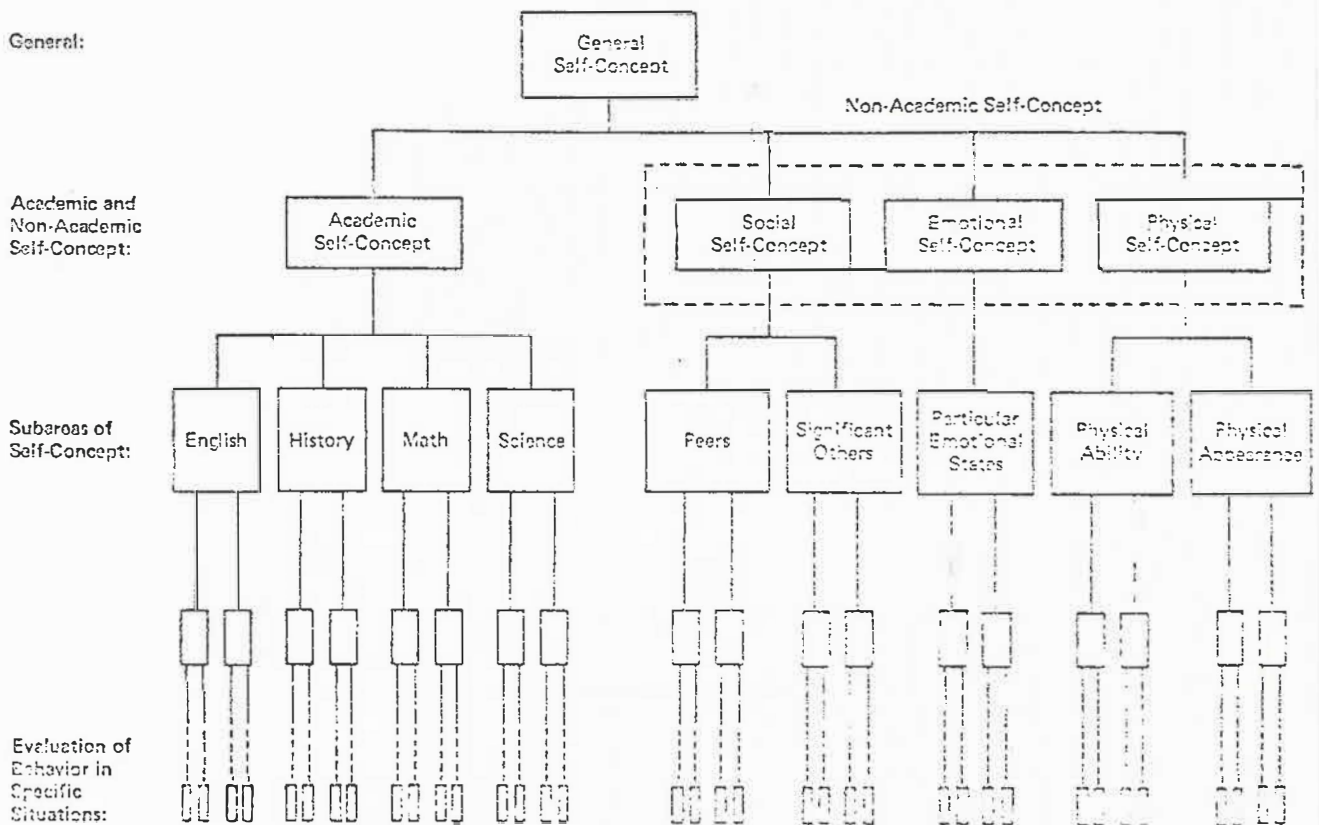 General:
General
Self-Concept
Non-Academic Self-Concept
Academic and
Non-Academic
Self-Concept:
Academic
Self-Concept
Social
Self-Concept
Emotional
Self-Concept
Physical
Self-Concept
Subareas of
Self-Concept:
English
History
Math
Science
Peers
Significant
Others
Particular
Emotional
States
Physical
Ability
Physical
Appearance
Evaluation of
Behavior in
Specific
Situations: